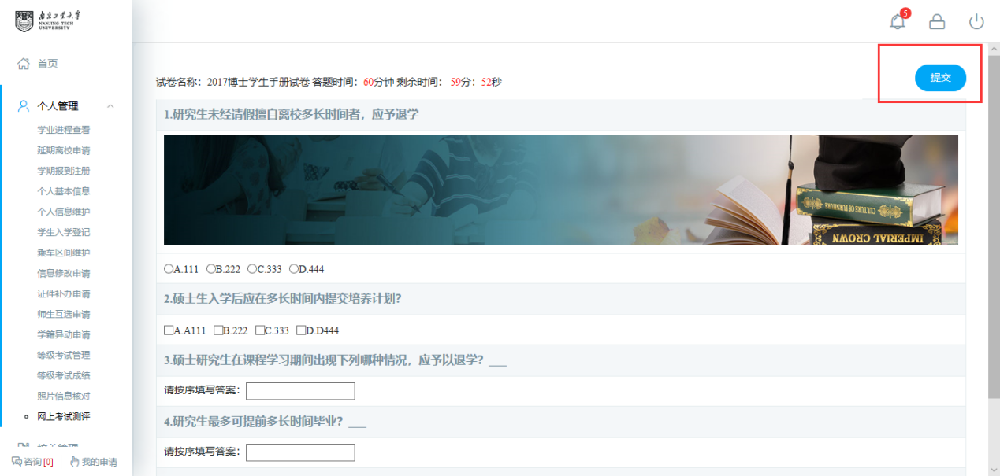 南京工业大学
NANJING TECH
UNIVERSITY
5
首页
个人管理
学业进程查看
延期离校申请
学期报到注册
个人基本信息
个人信息维护
学生入学登记
乘车区间维护
信息修改申请
证件补办申请
师生互选申请
学籍异动申请
等级考试管理
等级考试成绩
照片信息核对
网上考试测评
咨询[0]
我的申请
提交
试卷名称：2017博士学生手册试卷 答题时间：60分钟 剩余时间： 59分：52秒
1.研究生未经请假擅自离校多长时间者，应予退学
CULTURE OF FURNITURE
IMPERIAL CROWN
A.111 B.222 C.333 D.444
2.硕士生入学后应在多长时间内提交培养计划?
A.A111 B.222 C.333 D.D444
3.硕士研究生在课程学习期间出现下列哪种情况，应予以退学? ___
请按序填写答案：
4.研究生最多可提前多长时间毕业? ___
请按序填写答案：